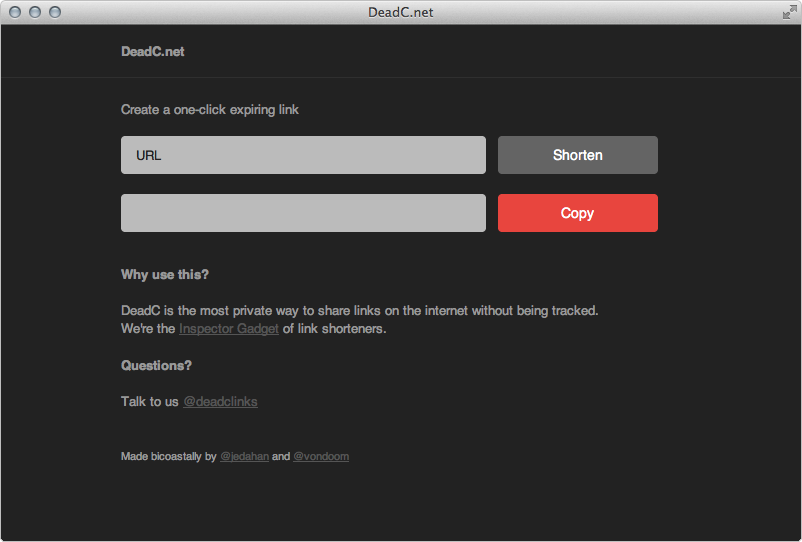 DeadC.net
DeadC.net
Create a one-click expiring link
URL
Shorten
Copy
Why use this?
DeadC is the most private way to share links on the internet without being tracked.
We're the Inspector Gadget of link shorteners.
Questions?
Talk to us @deadclinks
Made bicoastally by @jedahan and @vondoom